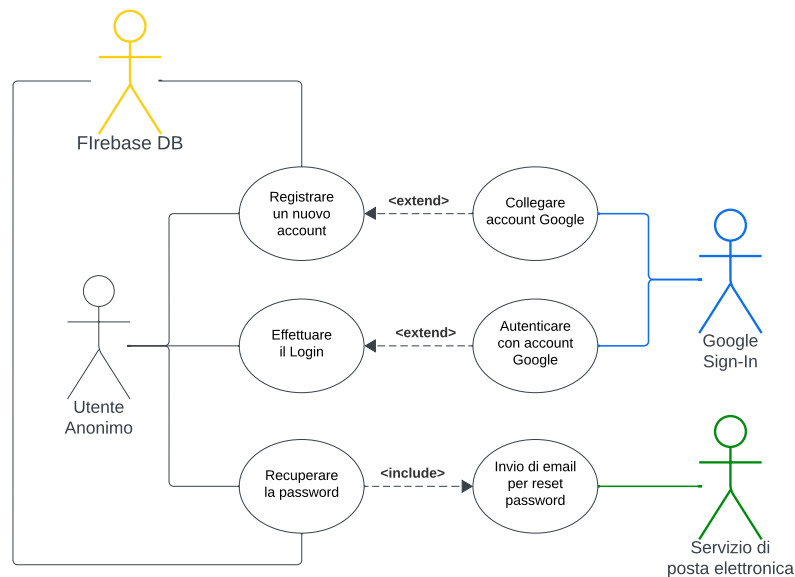 FIrebase DB
Registrare
un nuovo
account
<extend>
Collegare
account Google
Effettuare
il Login
<extend>
Autenticare
con account
Google
Google
Sign-In
Utente
Anonimo
Recuperare
la password
<include>
Invio di email
per reset
password
Servizio di
posta elettronica